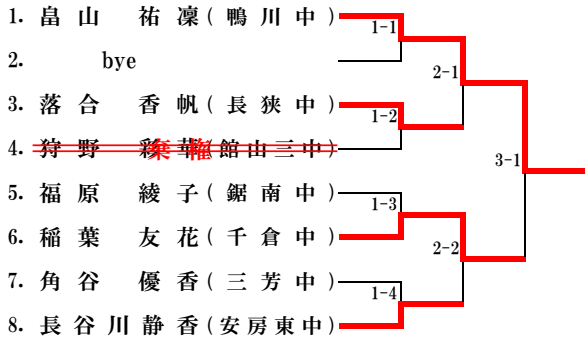 1. 畠山 祐凜(鴨川中)
1-1
2. bye
2-1
3. 落合 香帆(長狭中)
1-2
4. 狩野 彩華(館山三中)
棄権
3-1
5. 福原 綾子(鋸南中)
1-3
6. 稲葉 友花(千倉中)
2-2
7. 角谷 優香(三芳中)
1-4
8. 長谷川静香(安房東中)